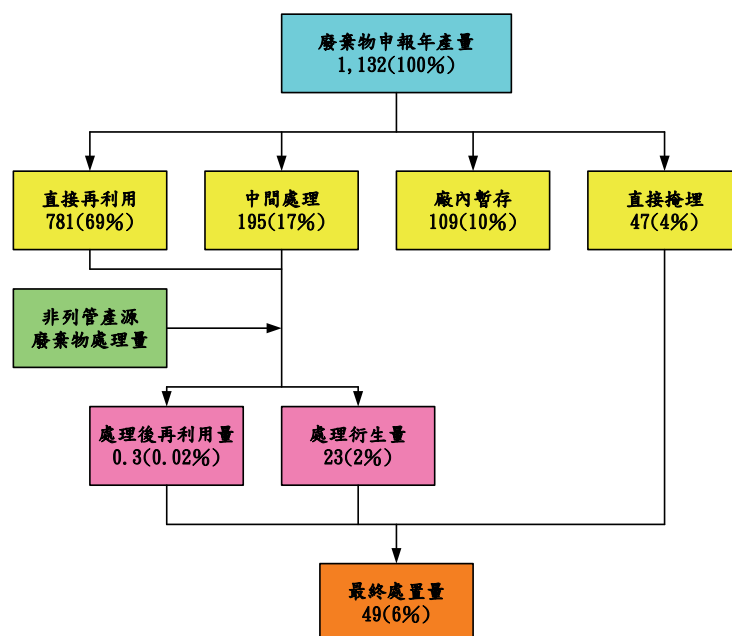 廢棄物申報年產量
1,132(100%)
直接再利用
781(69%)
中間處理
195(17%)
廠內暫存
109(10%)
直接掩埋
47(4%)
非列管產源
廢棄物處理量
處理後再利用量
0.3(0.02%)
處理衍生量
23(2%)
最終處置量
49(6%)